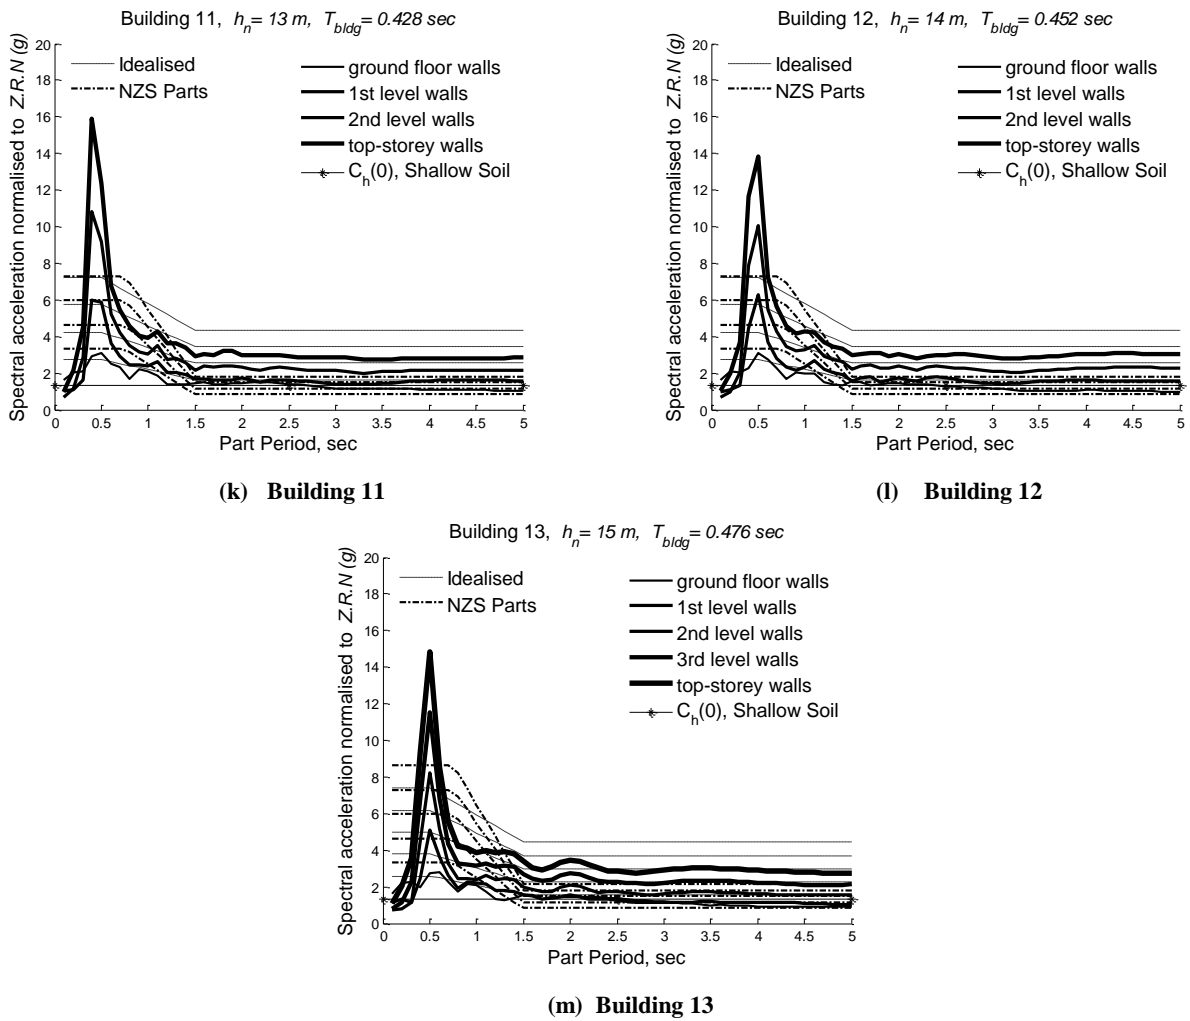 Building 11, hn= 13 m, Tbldg= 0.428 sec
Spectral acceleration normalised to Z.R.N (g)
20
18
16
14
12
10
8
6
4
2
0
Idealised
NZS Parts
ground floor walls
1st level walls
2nd level walls
top-storey walls
Ch(0), Shallow Soil
0 0.5 1 1.5 2 2.5 3 3.5 4 4.5 5
Part Period, sec
(k) Building 11
Building 12, hn= 14 m, Tbldg= 0.452 sec
Spectral acceleration normalised to Z.R.N (g)
20
18
16
14
12
10
8
6
4
2
0
Idealised
NZS Parts
ground floor walls
1st level walls
2nd level walls
top-storey walls
Ch(0), Shallow Soil
0 0.5 1 1.5 2 2.5 3 3.5 4 4.5 5
Part Period, sec
(l) Building 12
Building 13, hn= 15 m, Tbldg= 0.476 sec
Spectral acceleration normalised to Z.R.N (g)
20
18
16
14
12
10
8
6
4
2
0
Idealised
NZS Parts
ground floor walls
1st level walls
2nd level walls
3rd level walls
top-storey walls
Ch(0), Shallow Soil
0 0.5 1 1.5 2 2.5 3 3.5 4 4.5 5
Part Period, sec
(m) Building 13